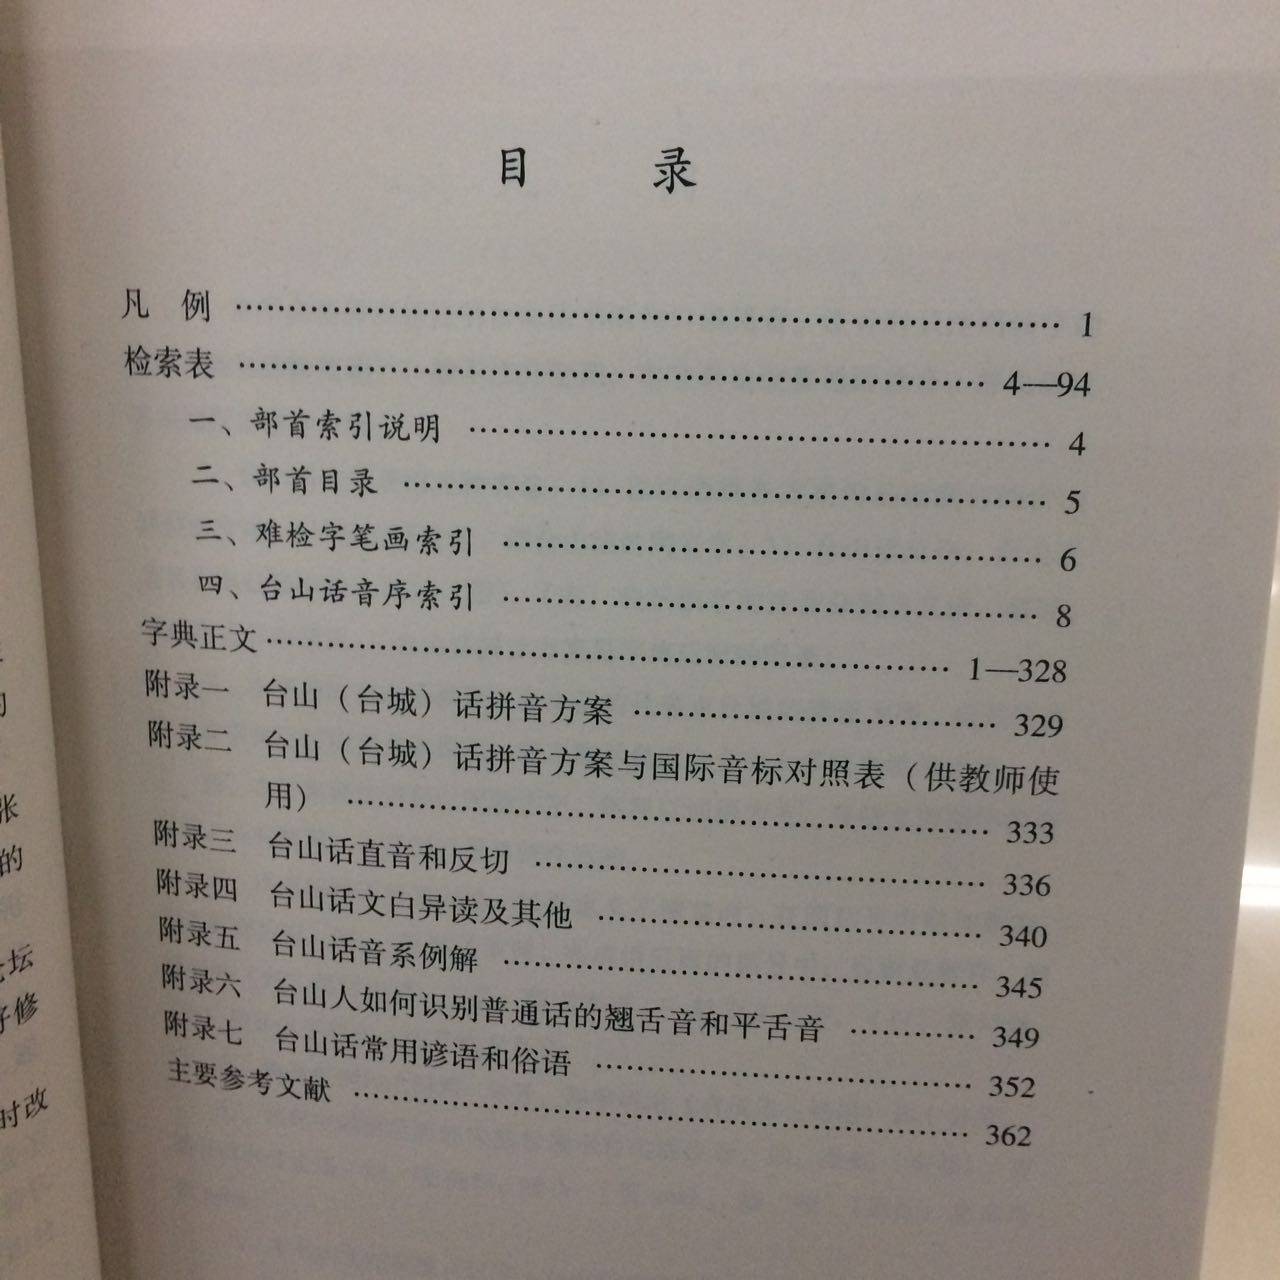 目 录
凡 例 …… 1
检索表 …… 4—94
一、部首索引说明 …… 4
二、部首目录 …… 5
三、难检字笔画索引 …… 6
四、台山话音序索引 …… 8
字典正文 …… 1—328
附录一 台山（台城）话拼音方案 …… 329
附录二 台山（台城）话拼音方案与国际音标对照表（供教师使
用） …… 333
附录三 台山话直音和反切 …… 336
附录四 台山话文白异读及其他 …… 340
附录五 台山话音系例解 …… 345
附录六 台山人如何识别普通话的翘舌音和平舌音 …… 349
附录七 台山话常用谚语和俗语 …… 352
主要参考文献 …… 362
张
的
坛
修
时改